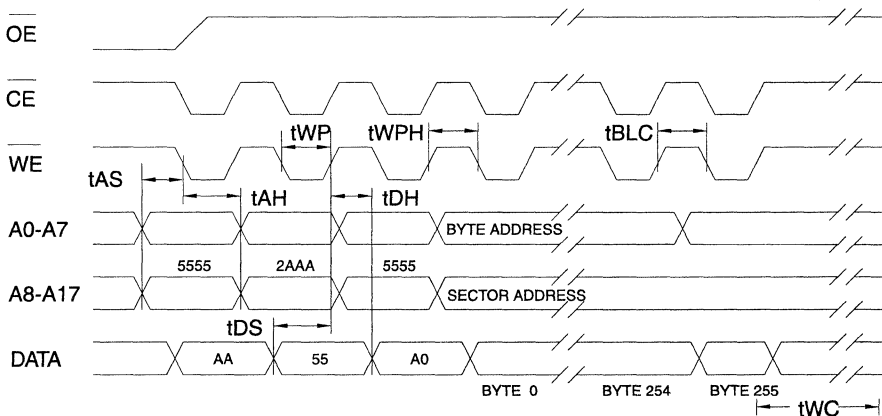 OE
CE
tWP tWPH tBLC
WE
tAS
tAH tDH
A0-A7 BYTE ADDRESS
5555 2AAA 5555
A8-A17 SECTOR ADDRESS
tDS
DATA AA 55 A0
BYTE 0 BYTE 254 BYTE 255
tWC